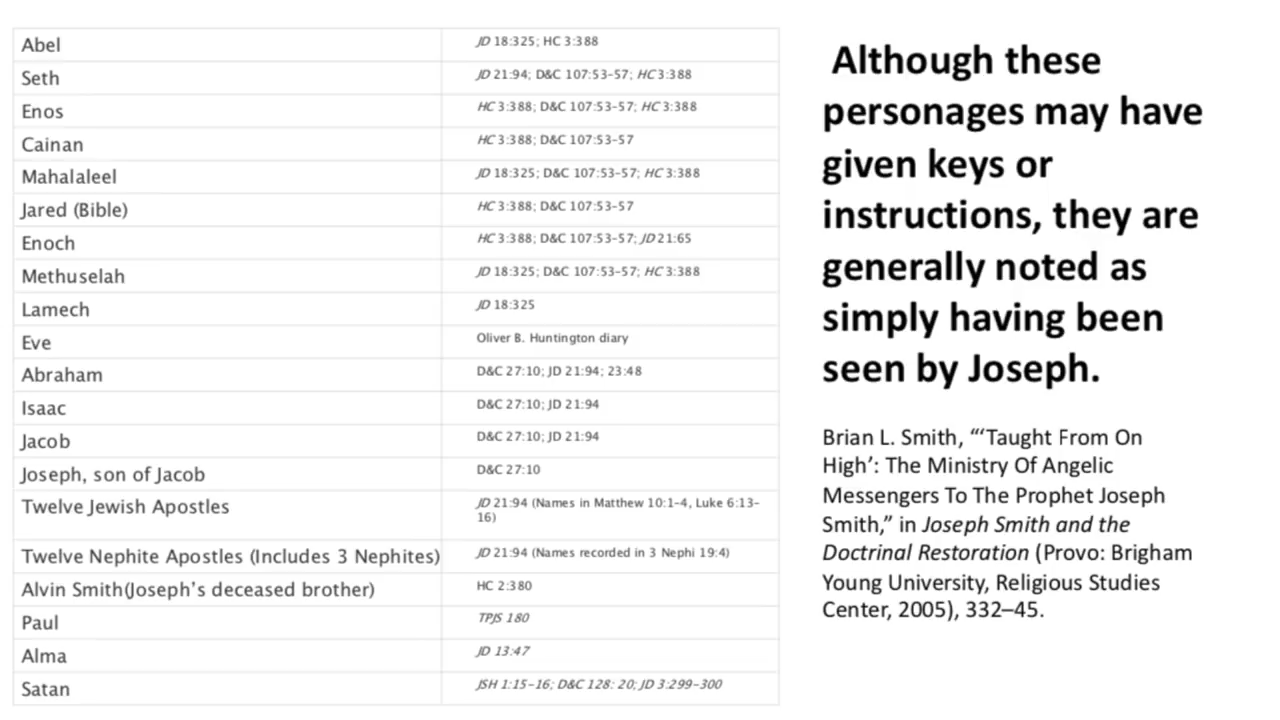 Abel JD 18:325; HC 3:388
Seth JD 21:94; D&C 107:53-57; HC 3:388
Enos HC 3:388; D&C 107:53-57; HC 3:388
Cainan HC 3:388; D&C 107:53-57
Mahalaleel JD 18:325; D&C 107:53-57; HC 3:388
Jared (Bible) HC 3:388; D&C 107:53-57
Enoch HC 3:388; D&C 107:53-57; JD 21:65
Methuselah JD 18:325; D&C 107:53-57; HC 3:388
Lamech JD 18:325
Eve Oliver B. Huntington diary
Abraham D&C 27:10; JD 21:94; 23:48
Isaac D&C 27:10; JD 21:94
Jacob D&C 27:10; JD 21:94
Joseph, son of Jacob D&C 27:10
Twelve Jewish Apostles JD 21:94 (Names in Matthew 10:1-4, Luke 6:13-
16)
Twelve Nephite Apostles (Includes 3 Nephites) JD 21:94 (Names recorded in 3 Nephi 19:4)
Alvin Smith(Joseph's deceased brother) HC 2:380
Paul TPJS 180
Alma JD 13:47
Satan JSH 1:15-16; D&C 128: 20; JD 3:299-300
Although these
personages may have
given keys or
instructions, they are
generally noted as
simply having been
seen by Joseph.
Brian L. Smith, “‘Taught From On
High’: The Ministry Of Angelic
Messengers To The Prophet Joseph
Smith,” in Joseph Smith and the
Doctrinal Restoration (Provo: Brigham
Young University, Religious Studies
Center, 2005), 332–45.